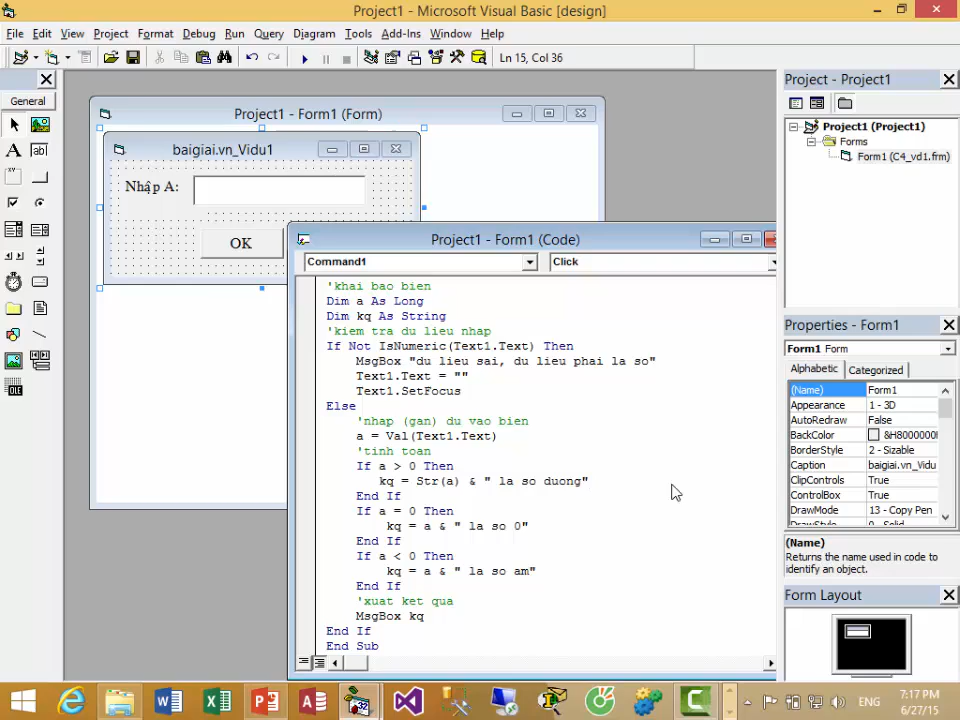 Project1 - Microsoft Visual Basic [design]
File Edit View Project Format Debug Run Query Diagram Tools Add-Ins Window Help
Ln 15, Col 36
General
Project1 - Form1 (Form)
baigiai.vn_Vidu1
Nhập A:
OK
Project1 - Form1 (Code)
Command1
Click
'khai bao bien
Dim a As Long
Dim kq As String
'kiem tra du lieu nhap
If Not IsNumeric(Text1.Text) Then
MsgBox "du lieu sai, du lieu phai la so"
Text1.Text = ""
Text1.SetFocus
Else
'nhap (gan) du vao bien
a = Val(Text1.Text)
'tinh toan
If a > 0 Then
kq = Str(a) & " la so duong"
End If
If a = 0 Then
kq = a & " la so 0"
End If
If a < 0 Then
kq = a & " la so am"
End If
'xuat ket qua
MsgBox kq
End If
End Sub
Project - Project1
Project1 (Project1)
Forms
Form1 (C4_vd1.frm)
Properties - Form1
Form1 Form
Alphabetic Categorized
(Name) Form1
Appearance 1 - 3D
AutoRedraw False
BackColor &H8000000
BorderStyle 2 - Sizable
Caption baigiai.vn_Vidu
ClipControls True
ControlBox True
DrawMode 13 - Copy Pen
DrawStyle 0 - Solid
(Name)
Returns the name used in code to
identify an object.
Form Layout
ENG
7:17 PM
6/27/15